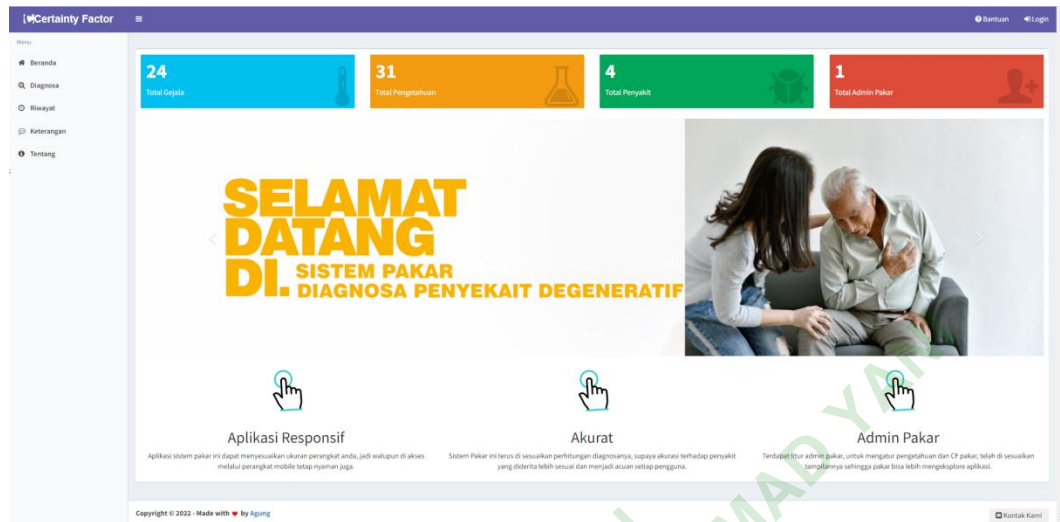 Certainty Factor
Bantuan
Login
Menu
Beranda
Diagnosa
Riwayat
Keterangan
Tentang
24
Total Gejala
31
Total Pengetahuan
4
Total Penyakit
1
Total Admin Pakar
SELAMAT
DATANG
DI. SISTEM PAKAR
DIAGNOSA PENYEKAIT DEGENERATIF
Aplikasi Responsif
Aplikasi sistem pakar ini dapat menyesuaikan ukuran perangkat anda, jadi walupun di akses
melalui perangkat mobile tetap nyaman juga.
Akurat
Sistem Pakar ini terus di sesuaikan perhitungan diagnosanya, supaya akurasi terhadap penyakit
yang diderita lebih sesuai dan menjadi acuan setiap pengguna.
Admin Pakar
Terdapat fitur admin pakar, untuk mengatur pengetahuan dan CF pakar, telah di sesuaikan
tampilannya sehingga pakar bisa lebih mengeksplore aplikasi.
Copyright © 2022 - Made with ♥ by Agung
Kontak Kami